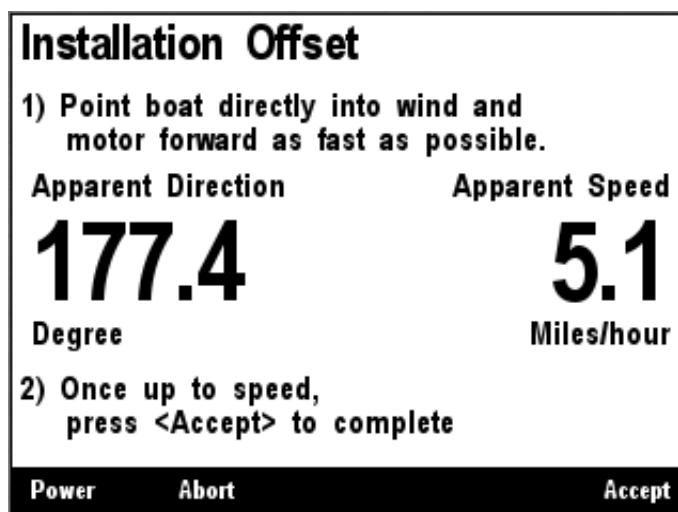 Installation Offset
1) Point boat directly into wind and
motor forward as fast as possible.
Apparent Direction Apparent Speed
177.4 5.1
Degree Miles/hour
2) Once up to speed,
press <Accept> to complete
Power Abort Accept